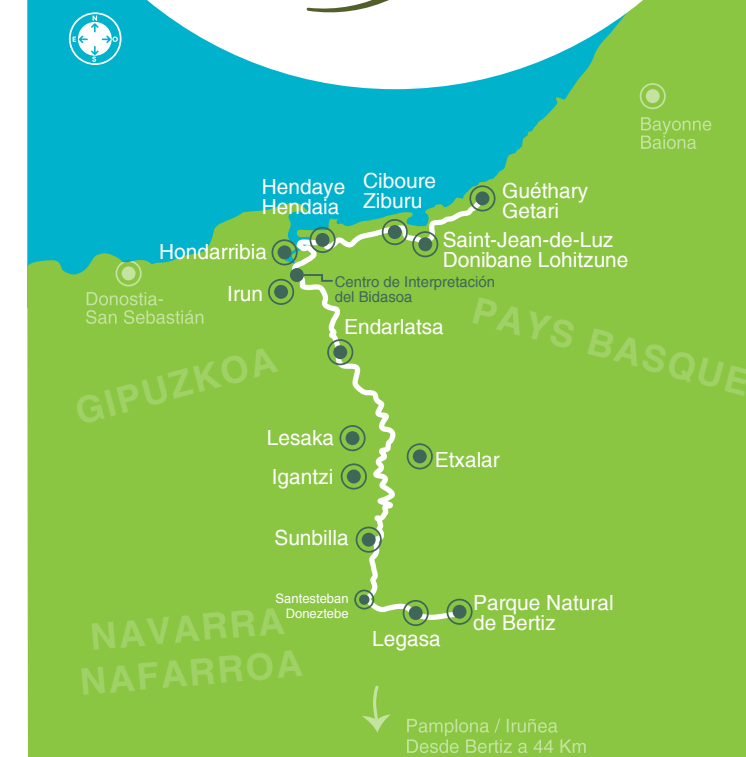 N
E
O
S
Bayonne
Baiona
Hendaye
Hendaia
Ciboure
Ziburu
Guéthary
Getari
Hondarribia
Saint-Jean-de-Luz
Donibane Lohitzune
Donostia-
San Sebastián
Irun
Centro de Interpretación
del Bidasoa
PAYS BASQUE
Endarlatsa
GIPUZKOA
Lesaka
Etxalar
Igantzi
Sunbilla
Santesteban
Doneztebe
Parque Natural
de Bertiz
Legasa
NAVARRA
NAFARROA
Pamplona / Iruñea
Desde Bertiz a 44 Km